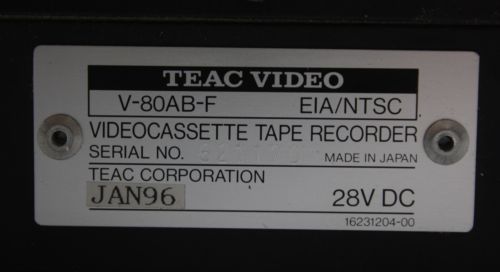 TEAC VIDEO
V-80AB-F EIA/NTSC
VIDEOCASSETTE TAPE RECORDER
SERIAL NO. MADE IN JAPAN
TEAC CORPORATION
JAN96 28V DC
16231204-00